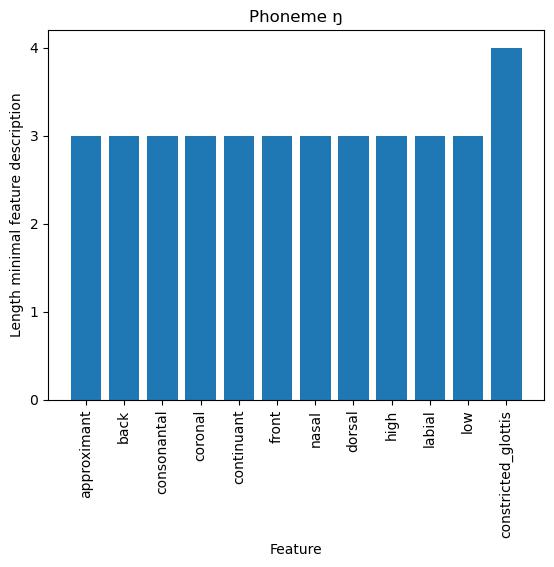 Phoneme ŋ
Length minimal feature description
4
3
2
1
0
approximant
back
consonantal
coronal
continuant
front
nasal
dorsal
high
labial
low
constricted_glottis
Feature